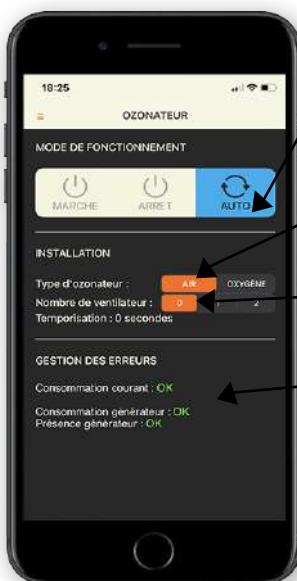 18:25
OZONATEUR
MODE DE FONCTIONNEMENT
MARCHE ARRET AUTO
INSTALLATION
Type d'ozonateur : AIR OXYGÈNE
Nombre de ventilateur : 0 1 2
Temporisation : 0 secondes
GESTION DES ERREURS
Consommation courant : OK
Consommation générateur : OK
Présence générateur : OK